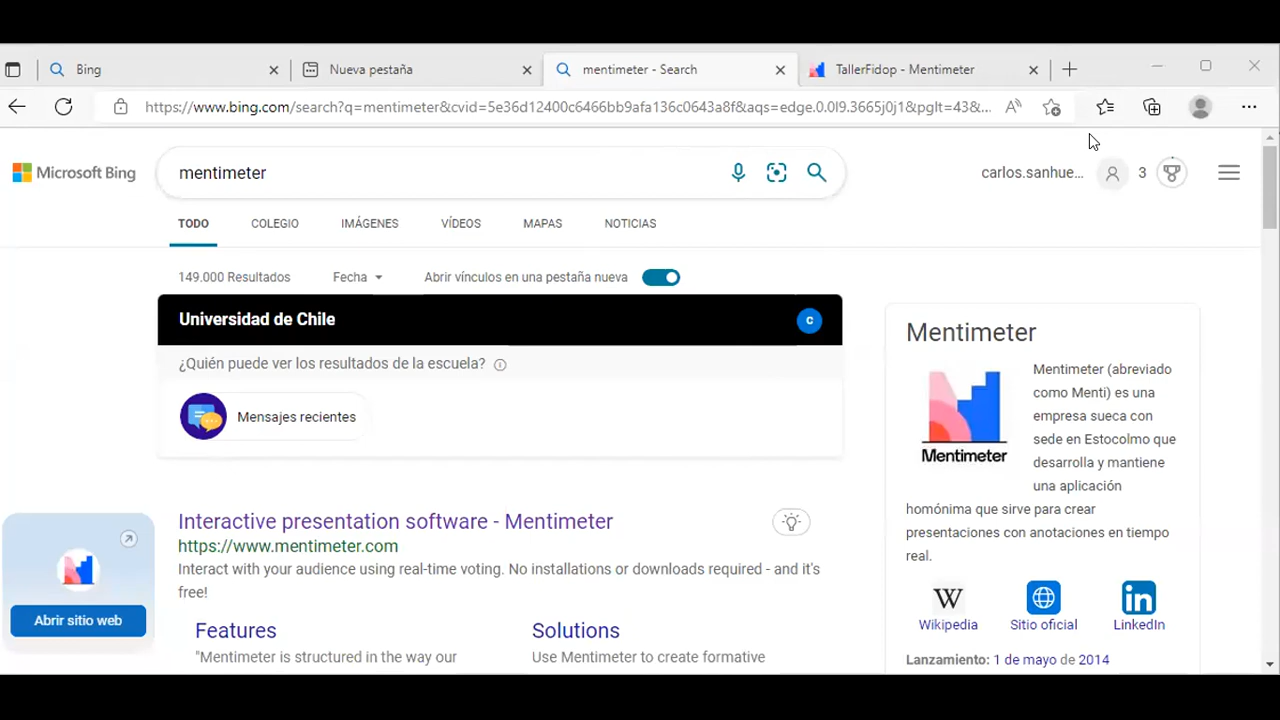 Bing
Nueva pestaña
mentimeter - Search
TallerFidop - Mentimeter
https://www.bing.com/search?q=mentimeter&cvid=5e36d12400c6466bb9afa136c0643a8f&aqs=edge.0.0l9.3665j0j1&pglt=43&...
Microsoft Bing
mentimeter
carlos.sanhue...
3
TODO
COLEGIO
IMÁGENES
VÍDEOS
MAPAS
NOTICIAS
149.000 Resultados
Fecha
Abrir vínculos en una pestaña nueva
Universidad de Chile
C
¿Quién puede ver los resultados de la escuela?
Mensajes recientes
Interactive presentation software - Mentimeter
https://www.mentimeter.com
Interact with your audience using real-time voting. No installations or downloads required - and it's
free!
Features
Solutions
"Mentimeter is structured in the way our
Use Mentimeter to create formative
Abrir sitio web
Mentimeter
Mentimeter
Mentimeter (abreviado
como Menti) es una
empresa sueca con
sede en Estocolmo que
desarrolla y mantiene
una aplicación
homónima que sirve para crear
presentaciones con anotaciones en tiempo
real.
W
Wikipedia
Sitio oficial
in
LinkedIn
Lanzamiento: 1 de mayo de 2014